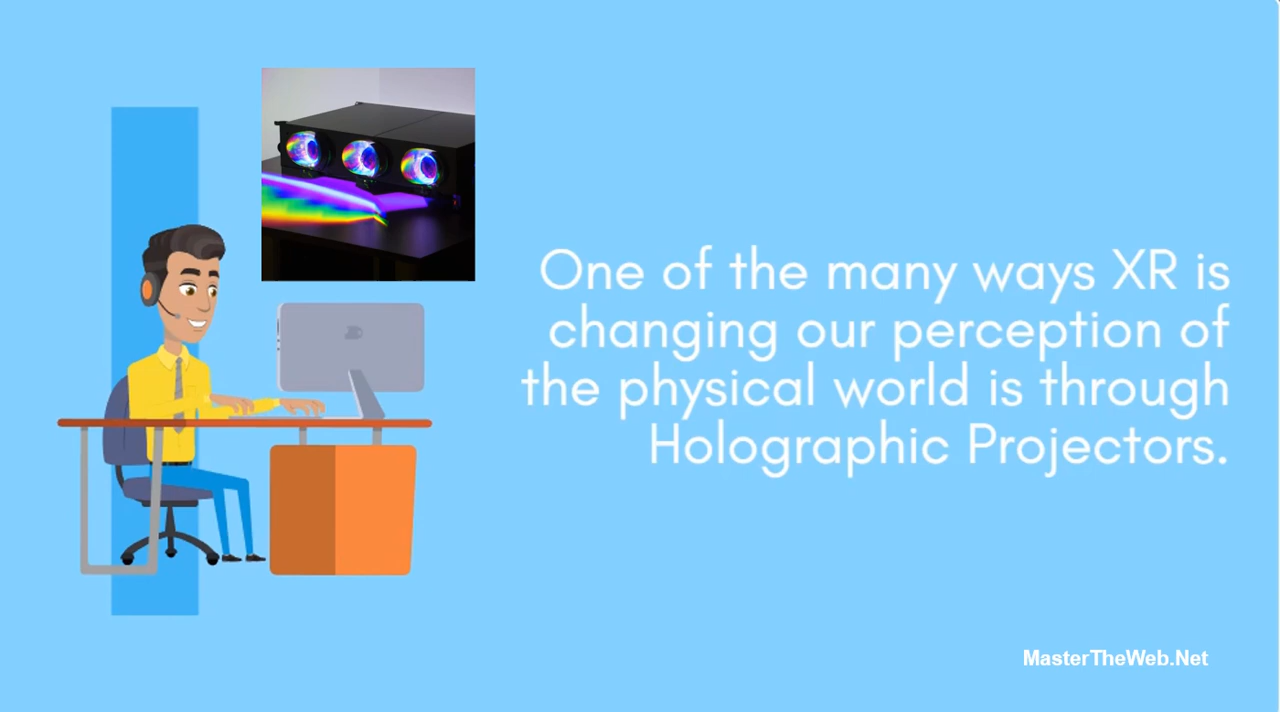 One of the many ways XR is
changing our perception of
the physical world is through
Holographic Projectors.
MasterTheWeb.Net